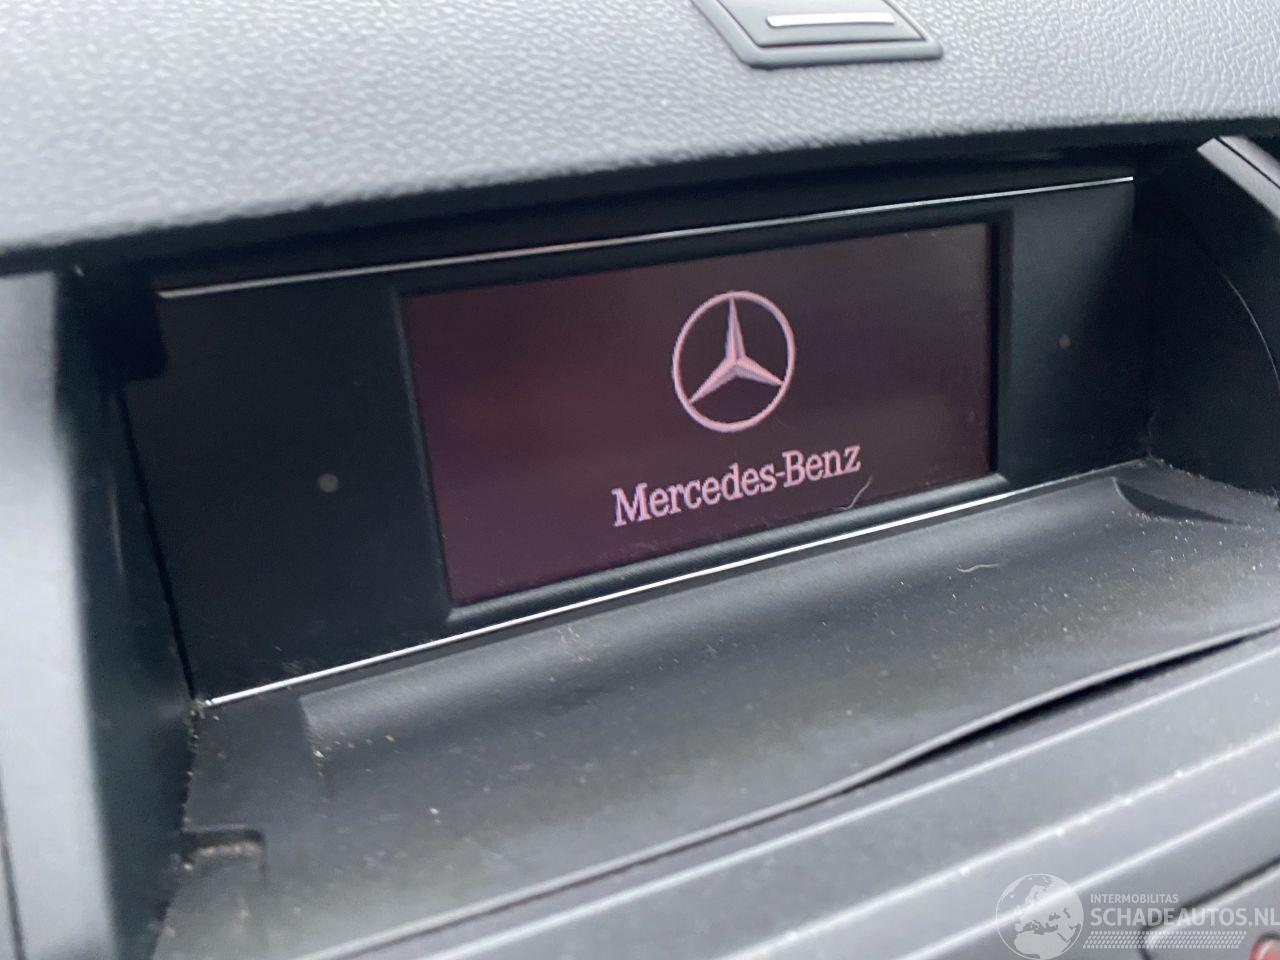 Mercedes-Benz
INTERMOBILITAS
SCHADEAUTOS.NL